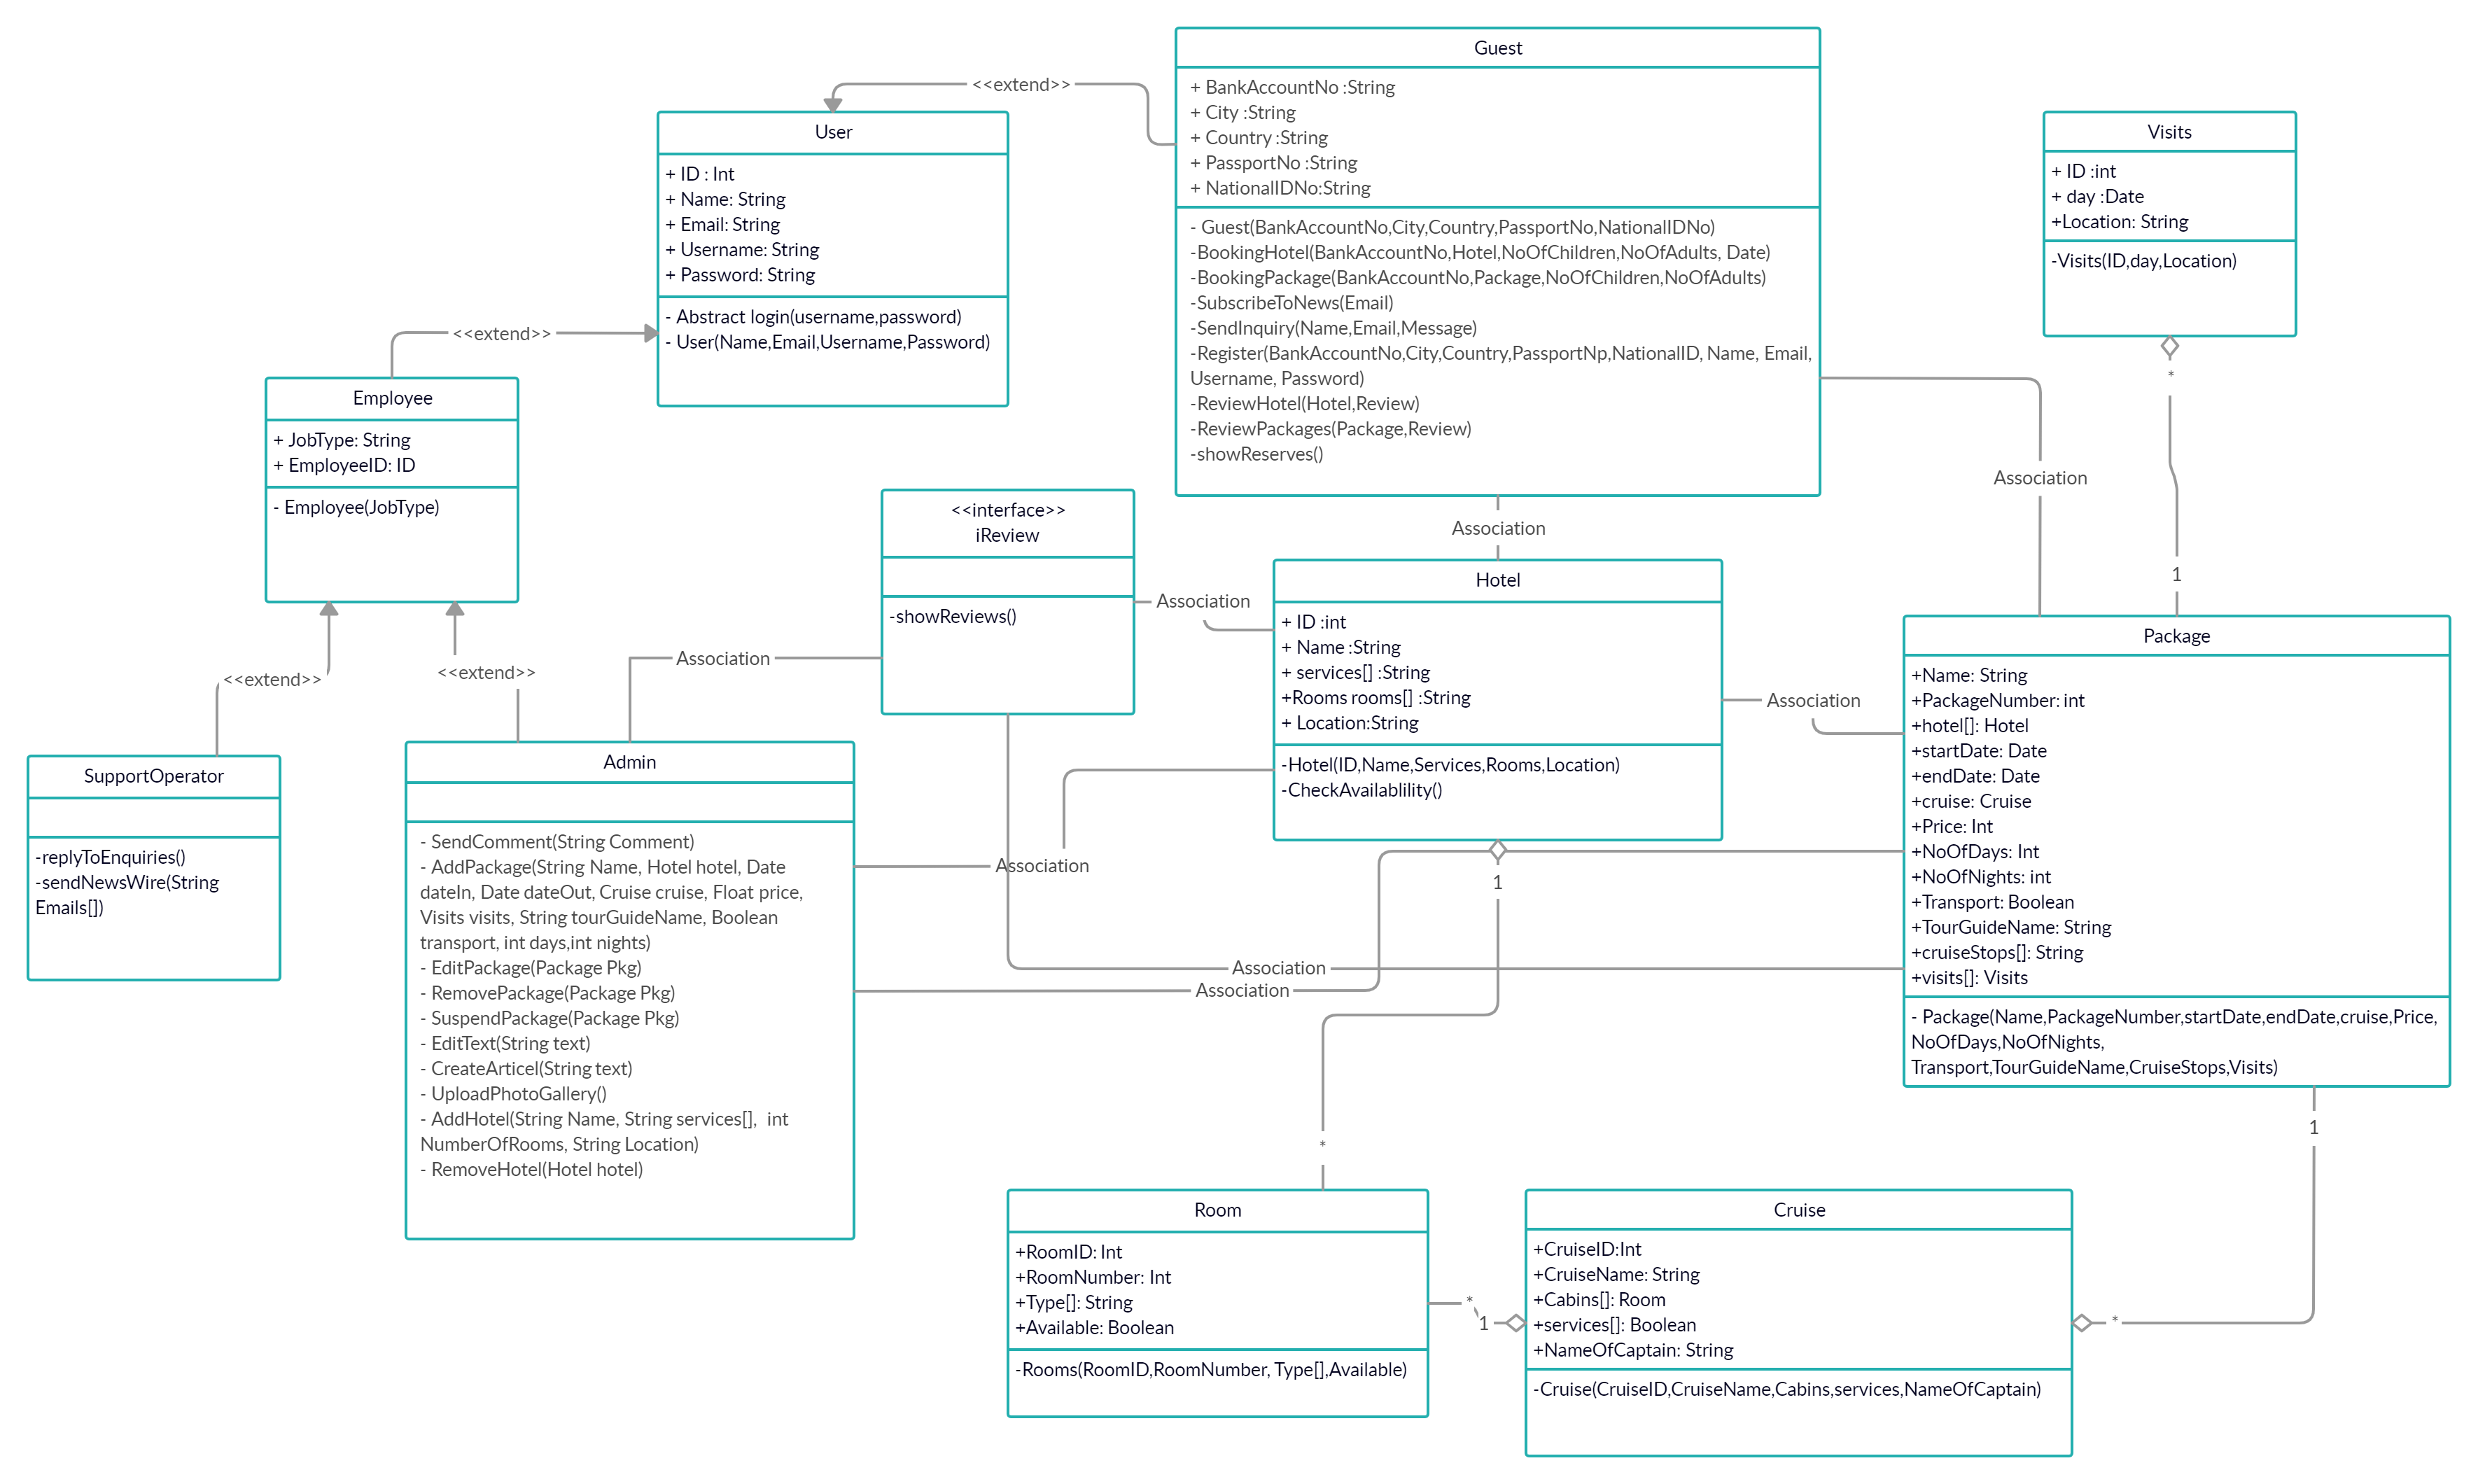 Guest
+ BankAccountNo :String
+ City :String
+ Country :String
+ PassportNo :String
+ NationalIDNo:String
- Guest(BankAccountNo,City,Country,PassportNo,NationalIDNo)
-BookingHotel(BankAccountNo,Hotel,NoOfChildren,NoOfAdults, Date)
-BookingPackage(BankAccountNo,Package,NoOfChildren,NoOfAdults)
-SubscribeToNews(Email)
-SendInquiry(Name,Email,Message)
-Register(BankAccountNo,City,Country,PassportNp,NationalID, Name, Email,
Username, Password)
-ReviewHotel(Hotel,Review)
-ReviewPackages(Package,Review)
-showReserves()
<<extend>>
User
+ ID : Int
+ Name: String
+ Email: String
+ Username: String
+ Password: String
- Abstract login(username,password)
- User(Name,Email,Username,Password)
Visits
+ ID :int
+ day :Date
+Location: String
-Visits(ID,day,Location)
*
1
<<extend>>
Employee
+ JobType: String
+ EmployeeID: ID
- Employee(JobType)
Association
Association
<<interface>>
iReview
-showReviews()
Association
Association
Hotel
+ ID :int
+ Name :String
+ services[] :String
+Rooms rooms[] :String
+ Location:String
-Hotel(ID,Name,Services,Rooms,Location)
-CheckAvailablility()
Association
1
Package
+Name: String
+PackageNumber: int
+hotel[]: Hotel
+startDate: Date
+endDate: Date
+cruise: Cruise
+Price: Int
+NoOfDays: Int
+NoOfNights: int
+Transport: Boolean
+TourGuideName: String
+cruiseStops[]: String
+visits[]: Visits
- Package(Name,PackageNumber,startDate,endDate,cruise,Price,
NoOfDays,NoOfNights,
Transport,TourGuideName,CruiseStops,Visits)
1
<<extend>>
<<extend>>
SupportOperator
-replyToEnquiries()
-sendNewsWire(String
Emails[])
Admin
- SendComment(String Comment)
- AddPackage(String Name, Hotel hotel, Date
dateIn, Date dateOut, Cruise cruise, Float price,
Visits visits, String tourGuideName, Boolean
transport, int days,int nights)
- EditPackage(Package Pkg)
- RemovePackage(Package Pkg)
- SuspendPackage(Package Pkg)
- EditText(String text)
- CreateArticel(String text)
- UploadPhotoGallery()
- AddHotel(String Name, String services[],  int
NumberOfRooms, String Location)
- RemoveHotel(Hotel hotel)
Association
Association
Association
*
Room
+RoomID: Int
+RoomNumber: Int
+Type[]: String
+Available: Boolean
-Rooms(RoomID,RoomNumber, Type[],Available)
*
1
Cruise
+CruiseID:Int
+CruiseName: String
+Cabins[]: Room
+services[]: Boolean
+NameOfCaptain: String
-Cruise(CruiseID,CruiseName,Cabins,services,NameOfCaptain)
*